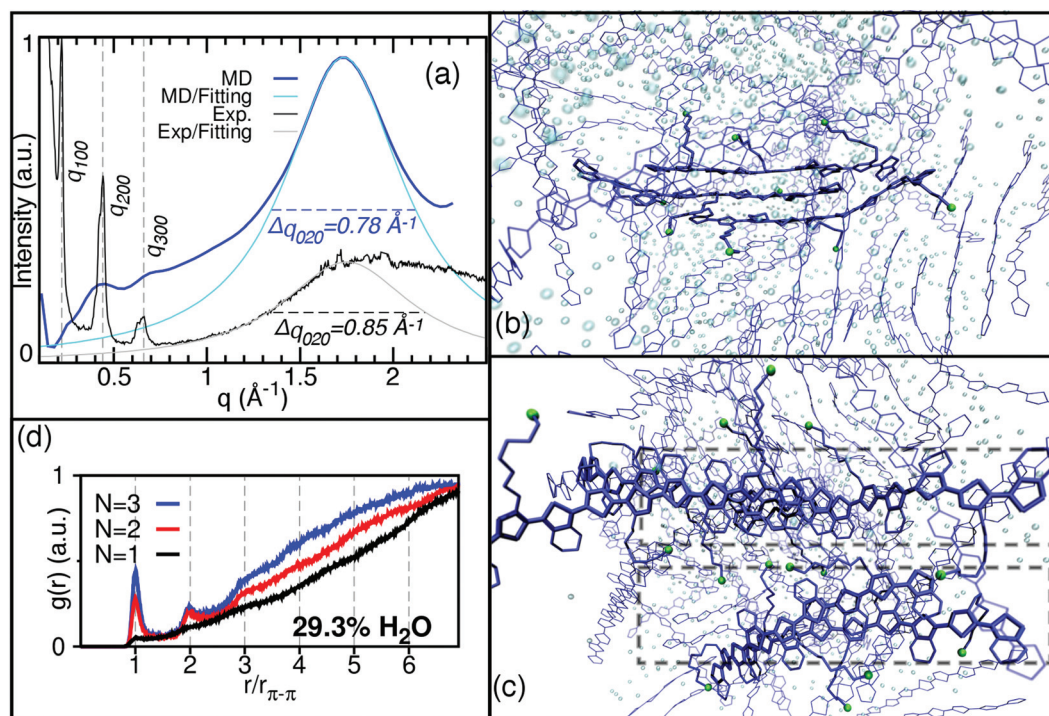 1
(a)
MD
MD/Fitting
Exp.
Exp/Fitting
Intensity (a.u.)
q100
q200
q300
Δq020=0.78 Å-1
Δq020=0.85 Å-1
0
0.5
1
1.5
2
q (Å-1)
(b)
(c)
(d)
1
N=3
N=2
N=1
g(r) (a.u.)
29.3% H2O
0
1
2
3
4
5
6
r/rπ-π